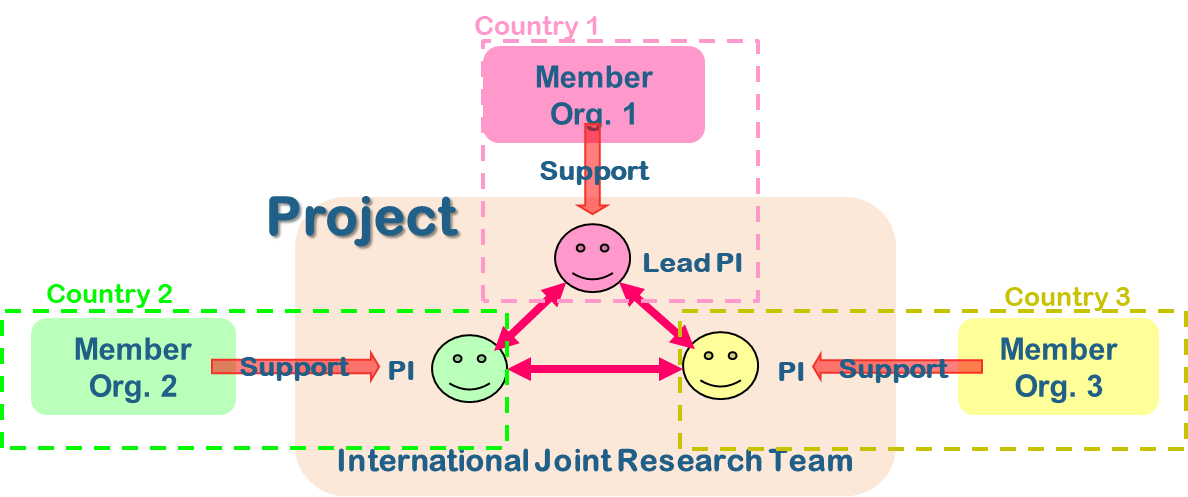 Country 1
Member
Org. 1
Support
Project
Lead PI
Country 2
Country 3
Member
Org. 2
Support
PI
PI
Support
Member
Org. 3
International Joint Research Team